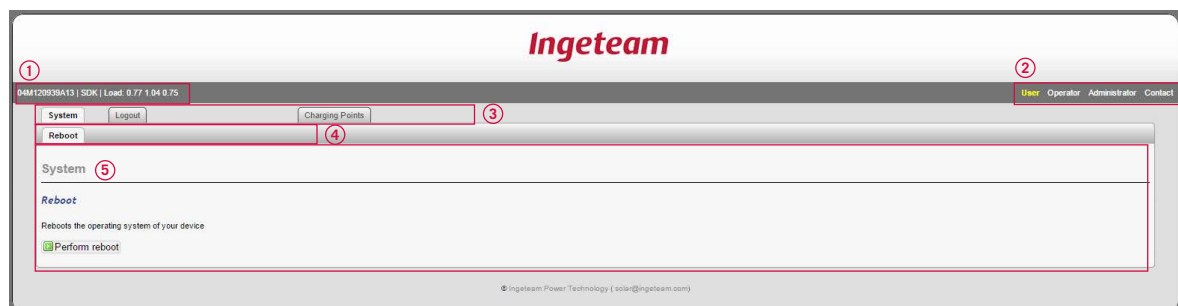 Ingeteam
① ②
04M120939A13 | SDK | Load: 0.77 1.04 0.75 User Operator Administrator Contact
System Logout Charging Points ③
Reboot ④
System ⑤
Reboot
Reboots the operating system of your device
Perform reboot
© Ingeteam Power Technology ( solar@ingeteam.com)